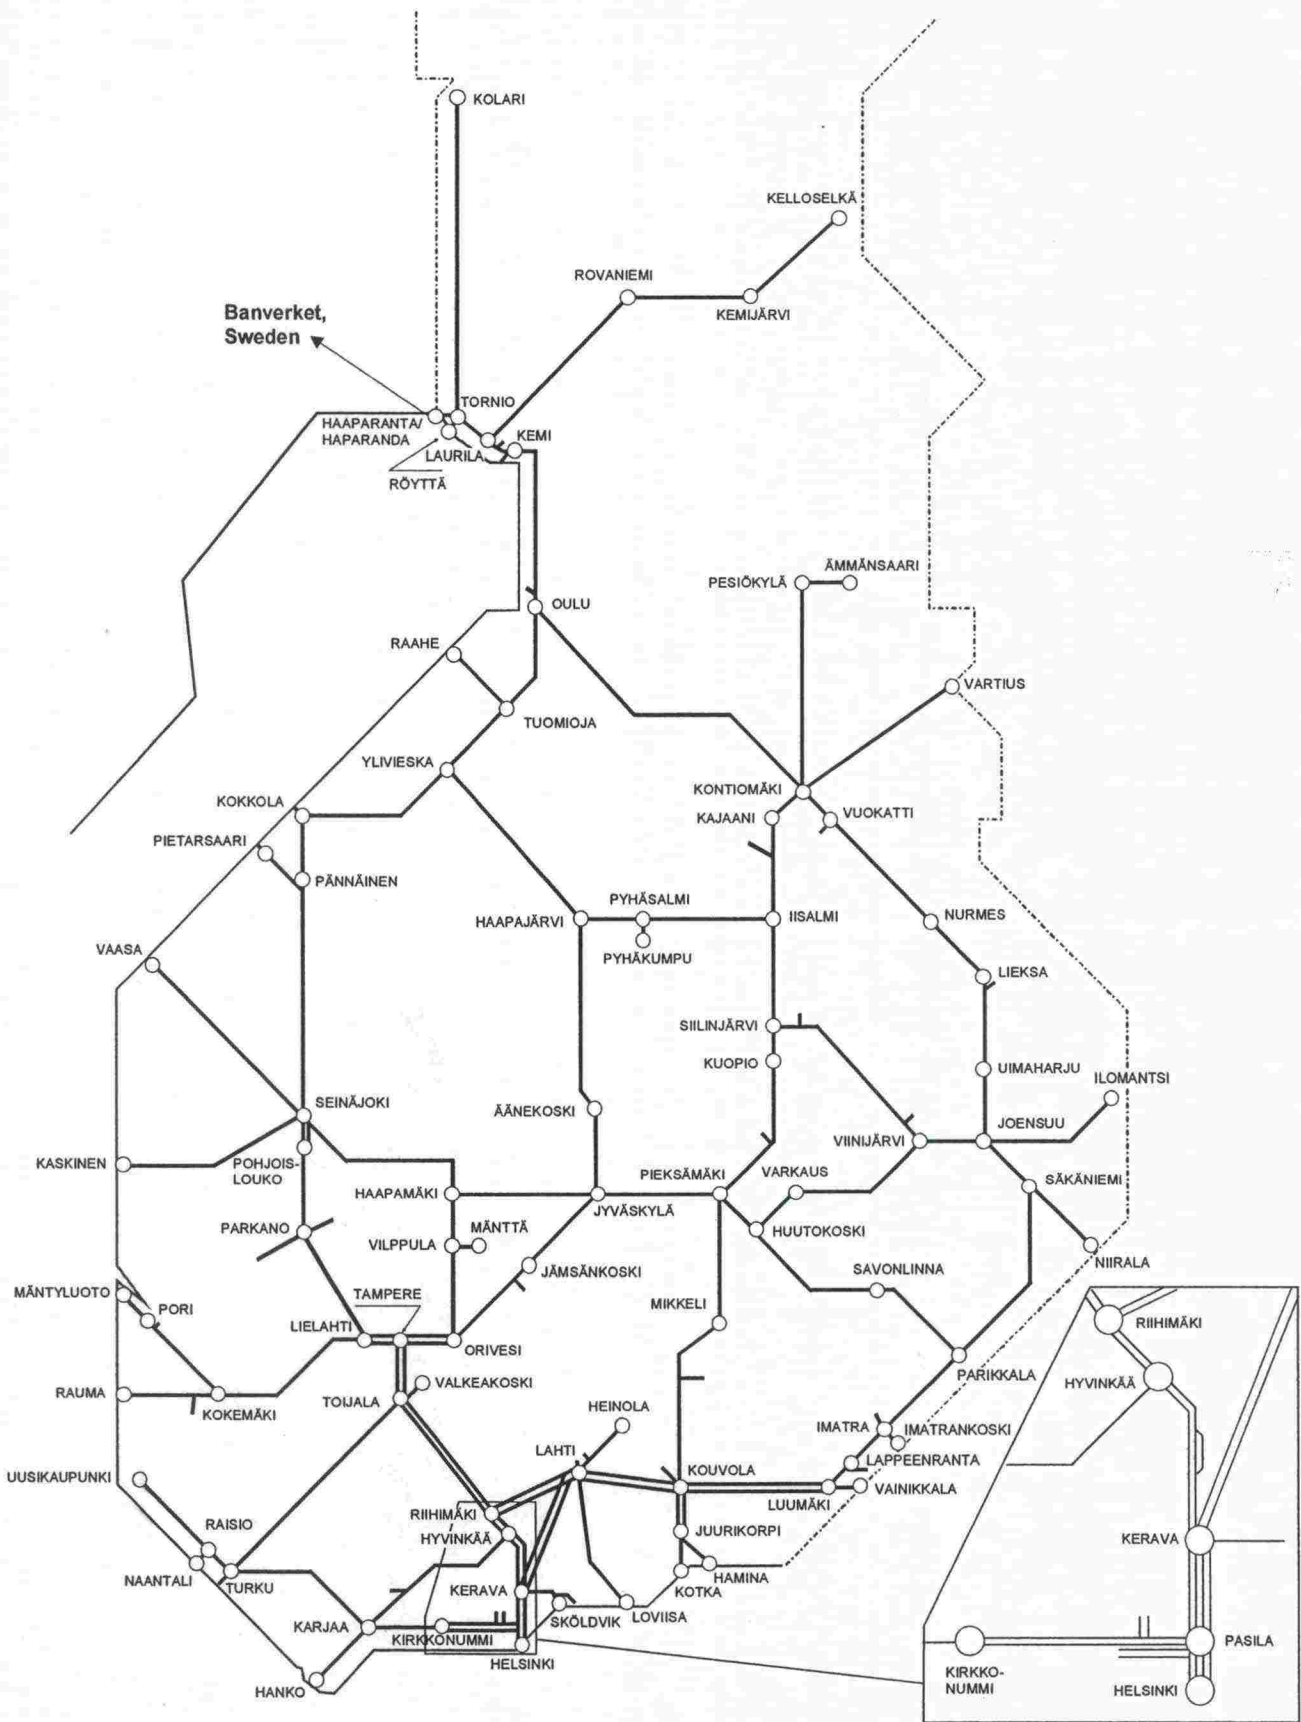 KOLARI
KELLOSELKÄ
ROVANIEMI
KEMIJÄRVI
Banverket,
Sweden
TORNIO
HAAPARANTA/
HAPARANDA
KEMI
LAURILA
RÖYTTÄ
PESIÖKYLÄ
ÄMMÄNSAARI
OULU
RAAHE
VARTIUS
TUOMIOJA
YLIVIESKA
KONTIOMÄKI
KOKKOLA
KAJAANI
VUOKATTI
PIETARSAARI
PÄNNÄINEN
PYHÄSALMI
HAAPAJÄRVI
IISALMI
NURMES
VAASA
PYHÄKUMPU
LIEKSA
SIILINJÄRVI
KUOPIO
UIMAHARJU
ILOMANTSI
SEINÄJOKI
ÄÄNEKOSKI
JOENSUU
VIINIJÄRVI
KASKINEN
POHJOIS-
LOUKO
PIEKSÄMÄKI
VARKAUS
SÄKÄNIEMI
HAAPAMÄKI
JYVÄSKYLÄ
PARKANO
MÄNTTÄ
HUUTOKOSKI
VILPPULA
NIIRALA
JÄMSÄNKOSKI
SAVONLINNA
MÄNTYLUOTO
TAMPERE
PORI
MIKKELI
LIELAHTI
ORIVESI
RIIHIMÄKI
PARIKKALA
VALKEAKOSKI
HYVINKÄÄ
RAUMA
TOIJALA
KOKEMÄKI
HEINOLA
IMATRA
IMATRANKOSKI
LAHTI
LAPPEENRANTA
UUSIKAUPUNKI
KOUVOLA
VAINIKKALA
LUUMÄKI
RIIHIMÄKI
RAISIO
HYVINKÄÄ
JUURIKORPI
KERAVA
NAANTALI
TURKU
HAMINA
KERAVA
KOTKA
SKÖLDVIK
LOVIISA
KARJAA
KIRKKONUMMI
PASILA
HELSINKI
KIRKKO-
NUMMI
HELSINKI
HANKO